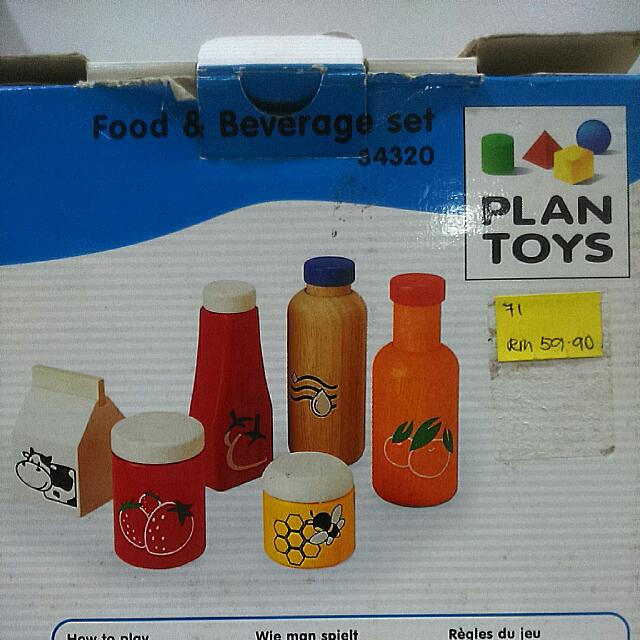 Food & Beverage set
34320
PLAN
TOYS
71
RM 59.90
How to play
Wie man spielt
Règles du jeu